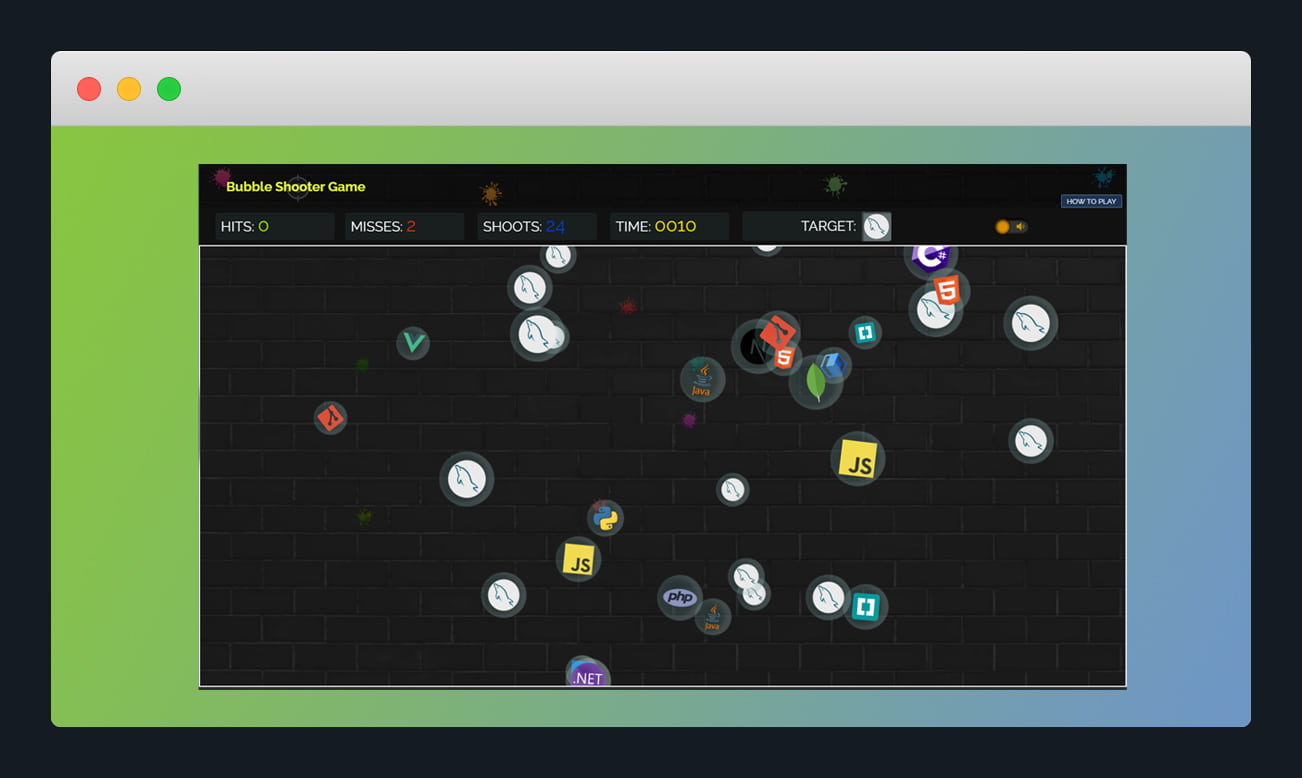 Bubble Shooter Game
HOW TO PLAY
HITS: 0 MISSES: 2 SHOOTS: 24 TIME: 0010 TARGET:
C#
5
N
5
Java
JS
JS
php
Java
.NET